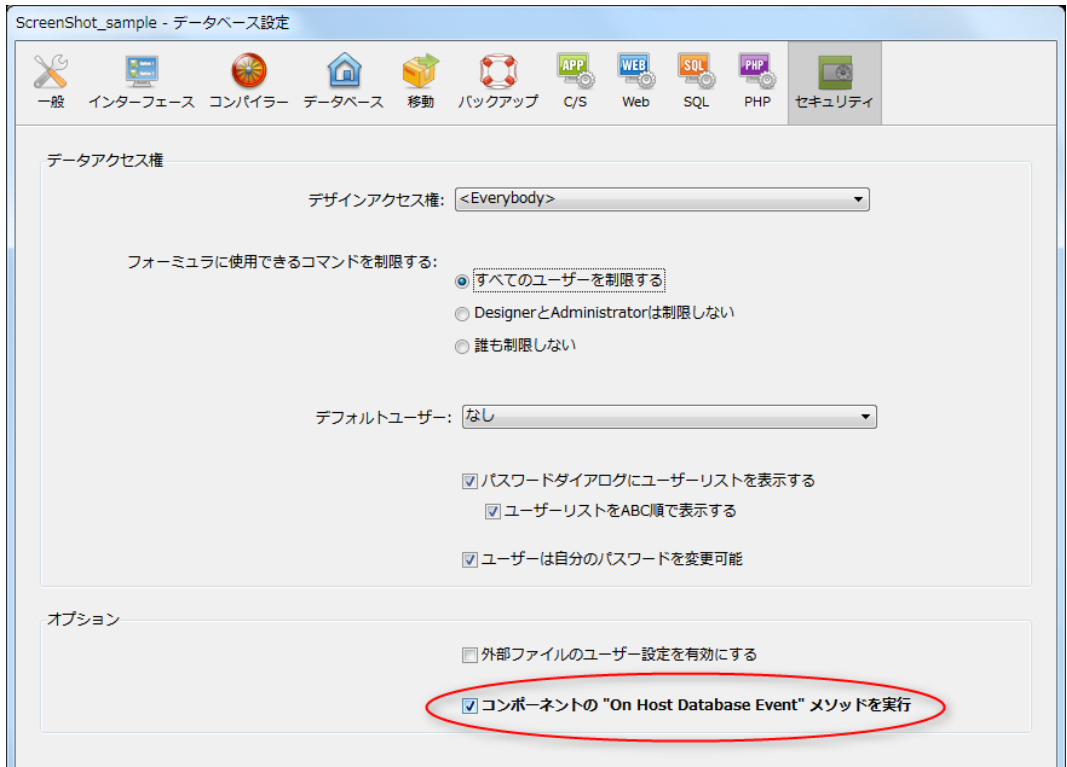 ScreenShot_sample - データベース設定
APP WEB SQL PHP
一般 インターフェース コンパイラー データベース 移動 バックアップ C/S Web SQL PHP セキュリティ
データアクセス権
デザインアクセス権: <Everybody>
フォーミュラに使用できるコマンドを制限する:
すべてのユーザーを制限する
DesignerとAdministratorは制限しない
誰も制限しない
デフォルトユーザー: なし
パスワードダイアログにユーザーリストを表示する
ユーザーリストをABC順で表示する
ユーザーは自分のパスワードを変更可能
オプション
外部ファイルのユーザー設定を有効にする
コンポーネントの "On Host Database Event" メソッドを実行